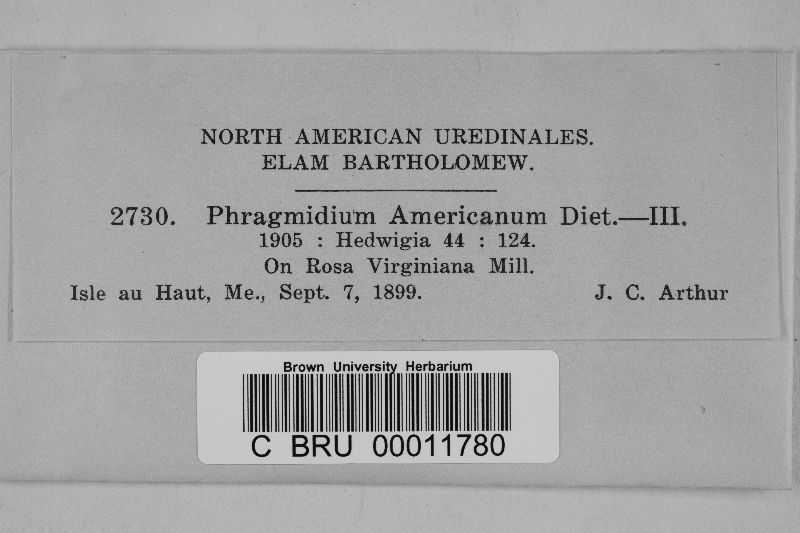 NORTH AMERICAN UREDINALES.
ELAM BARTHOLOMEW.
2730. Phragmidium Americanum Diet.—III.
1905 : Hedwigia 44 : 124.
On Rosa Virginiana Mill.
Isle au Haut, Me., Sept. 7, 1899. J. C. Arthur
Brown University Herbarium
C BRU 00011780